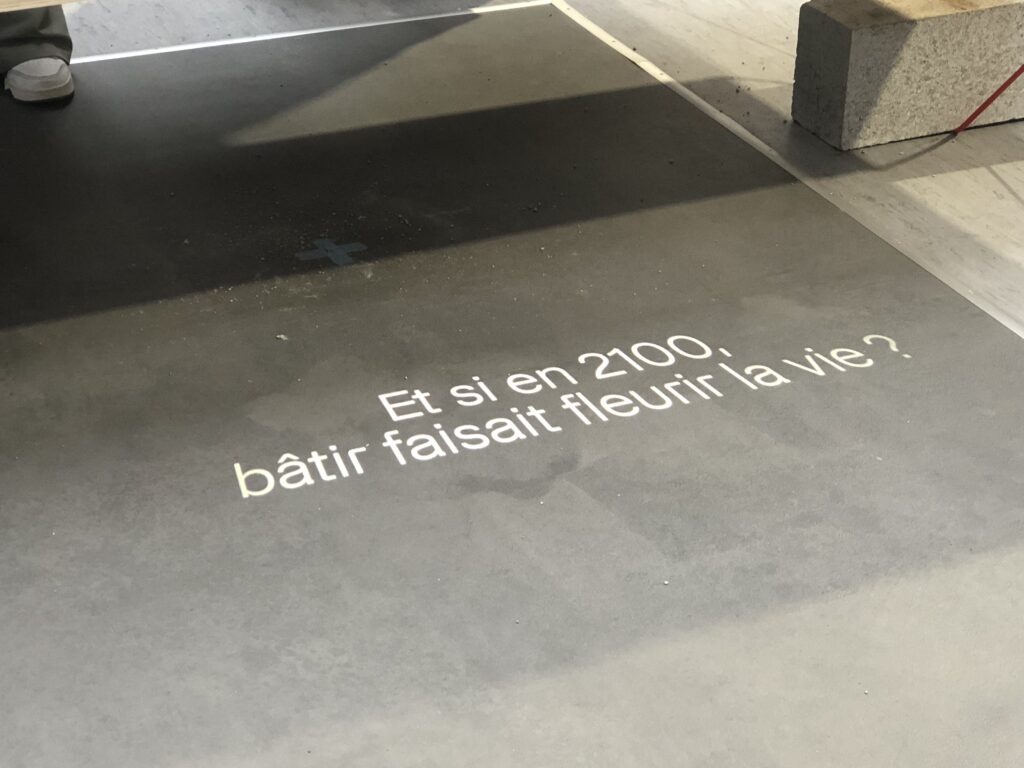 Et si en 2100,
bâtir faisait fleurir la vie ?